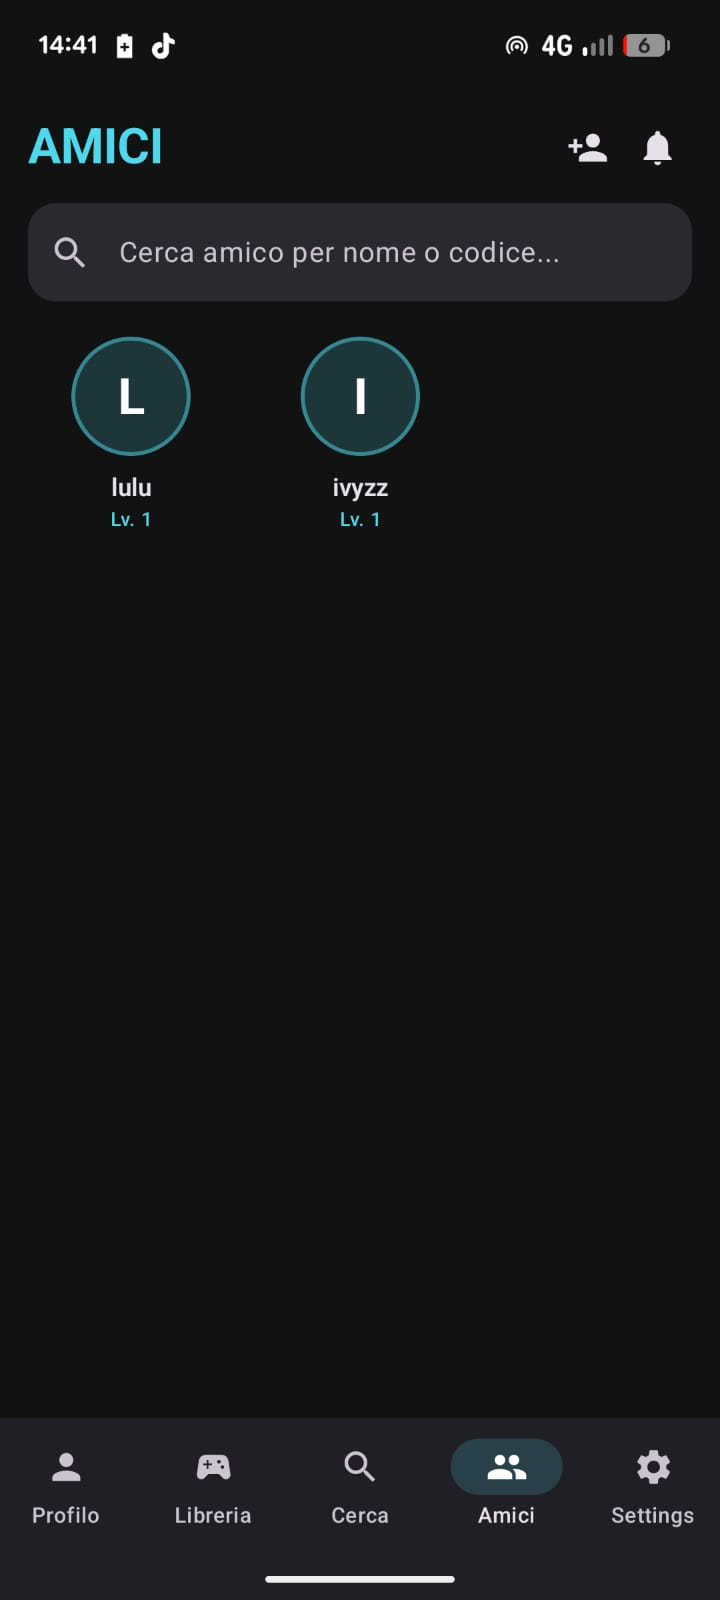 14:41
4G
6
AMICI
Cerca amico per nome o codice...
L
I
lulu
ivyzz
Lv. 1
Lv. 1
Profilo
Libreria
Cerca
Amici
Settings